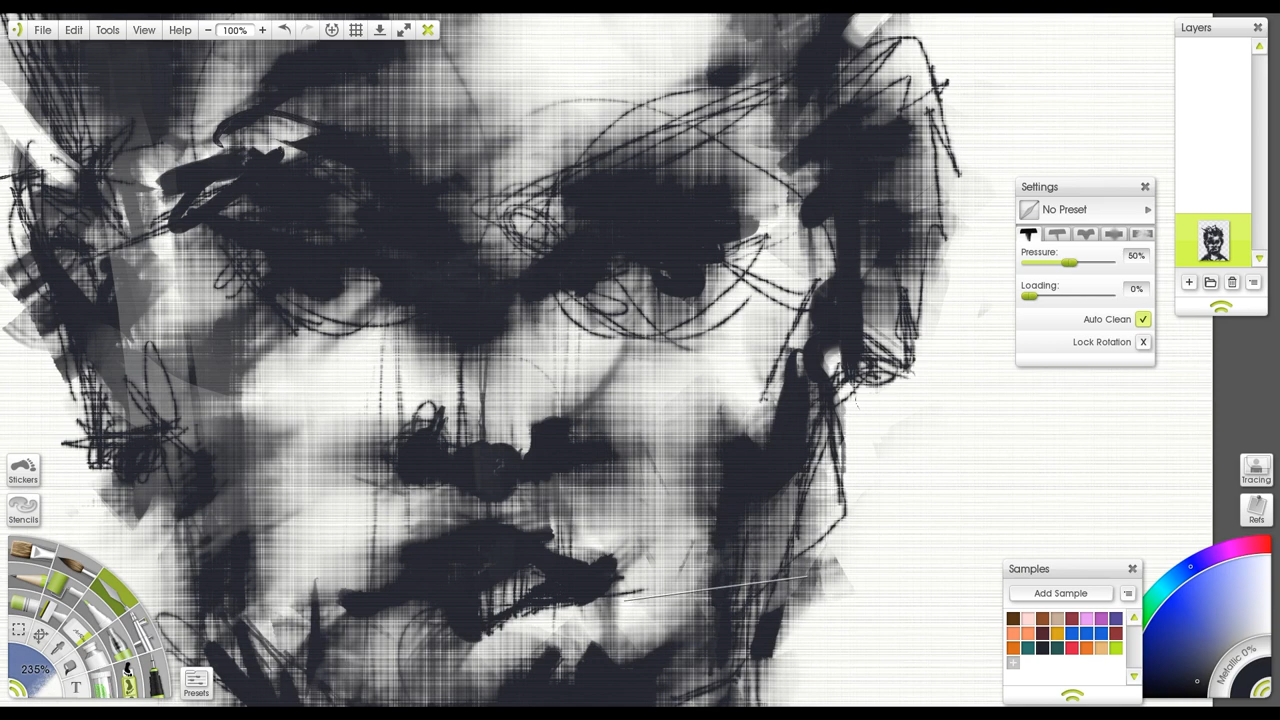 File Edit Tools View Help − 100% +
Layers
Settings
No Preset
Pressure:
50%
Loading:
0%
Auto Clean
Lock Rotation X
Stickers
Stencils
235%
T
Presets
Tracing
Refs
Samples
Add Sample
Metallic 0%